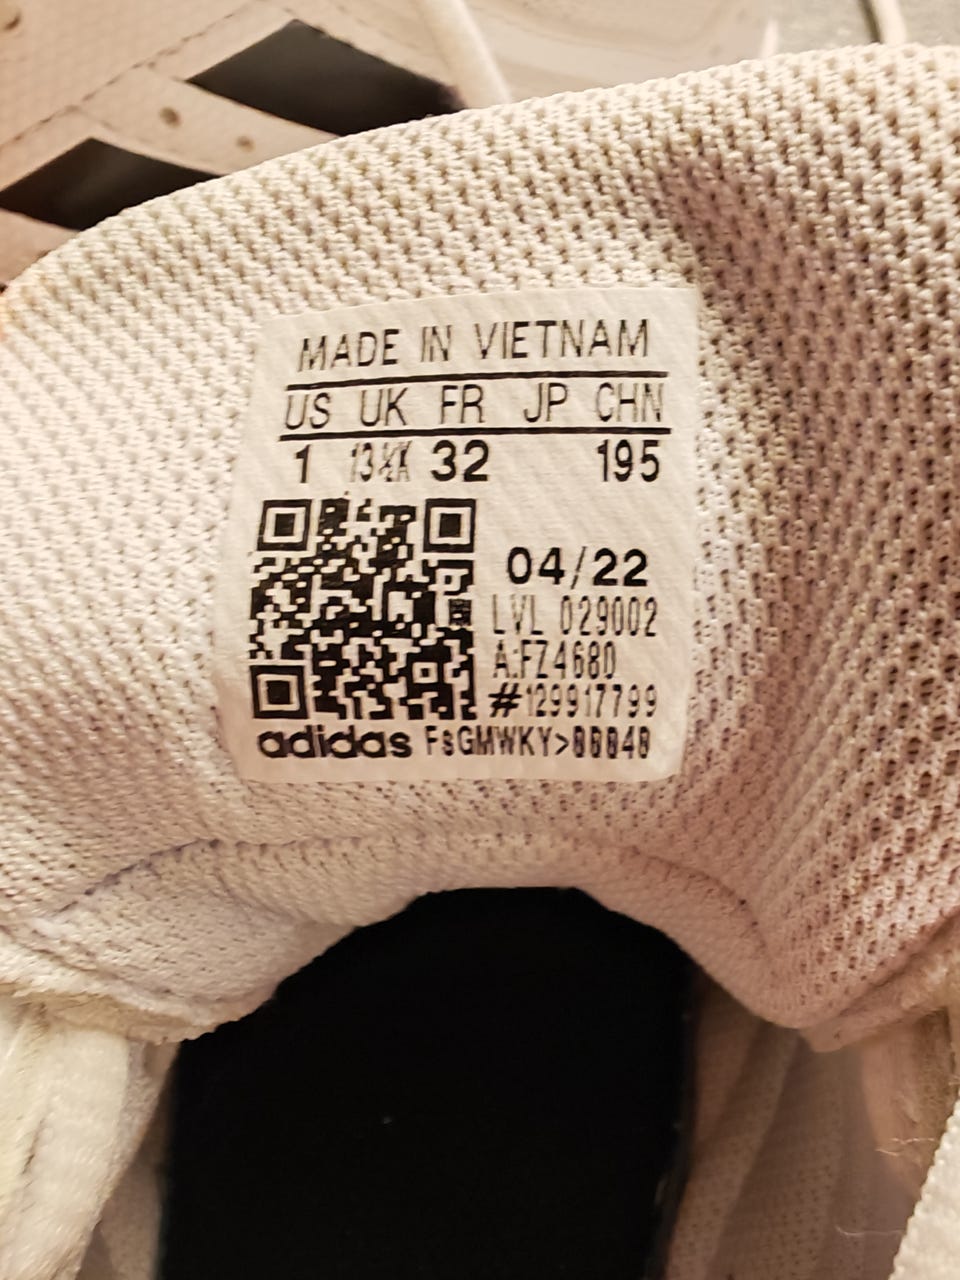 MADE IN VIETNAM
US UK FR JP CHN
1 13½K 32 195
04/22
LVL 029002
A:FZ4680
#129917799
adidas FsGMWKY>